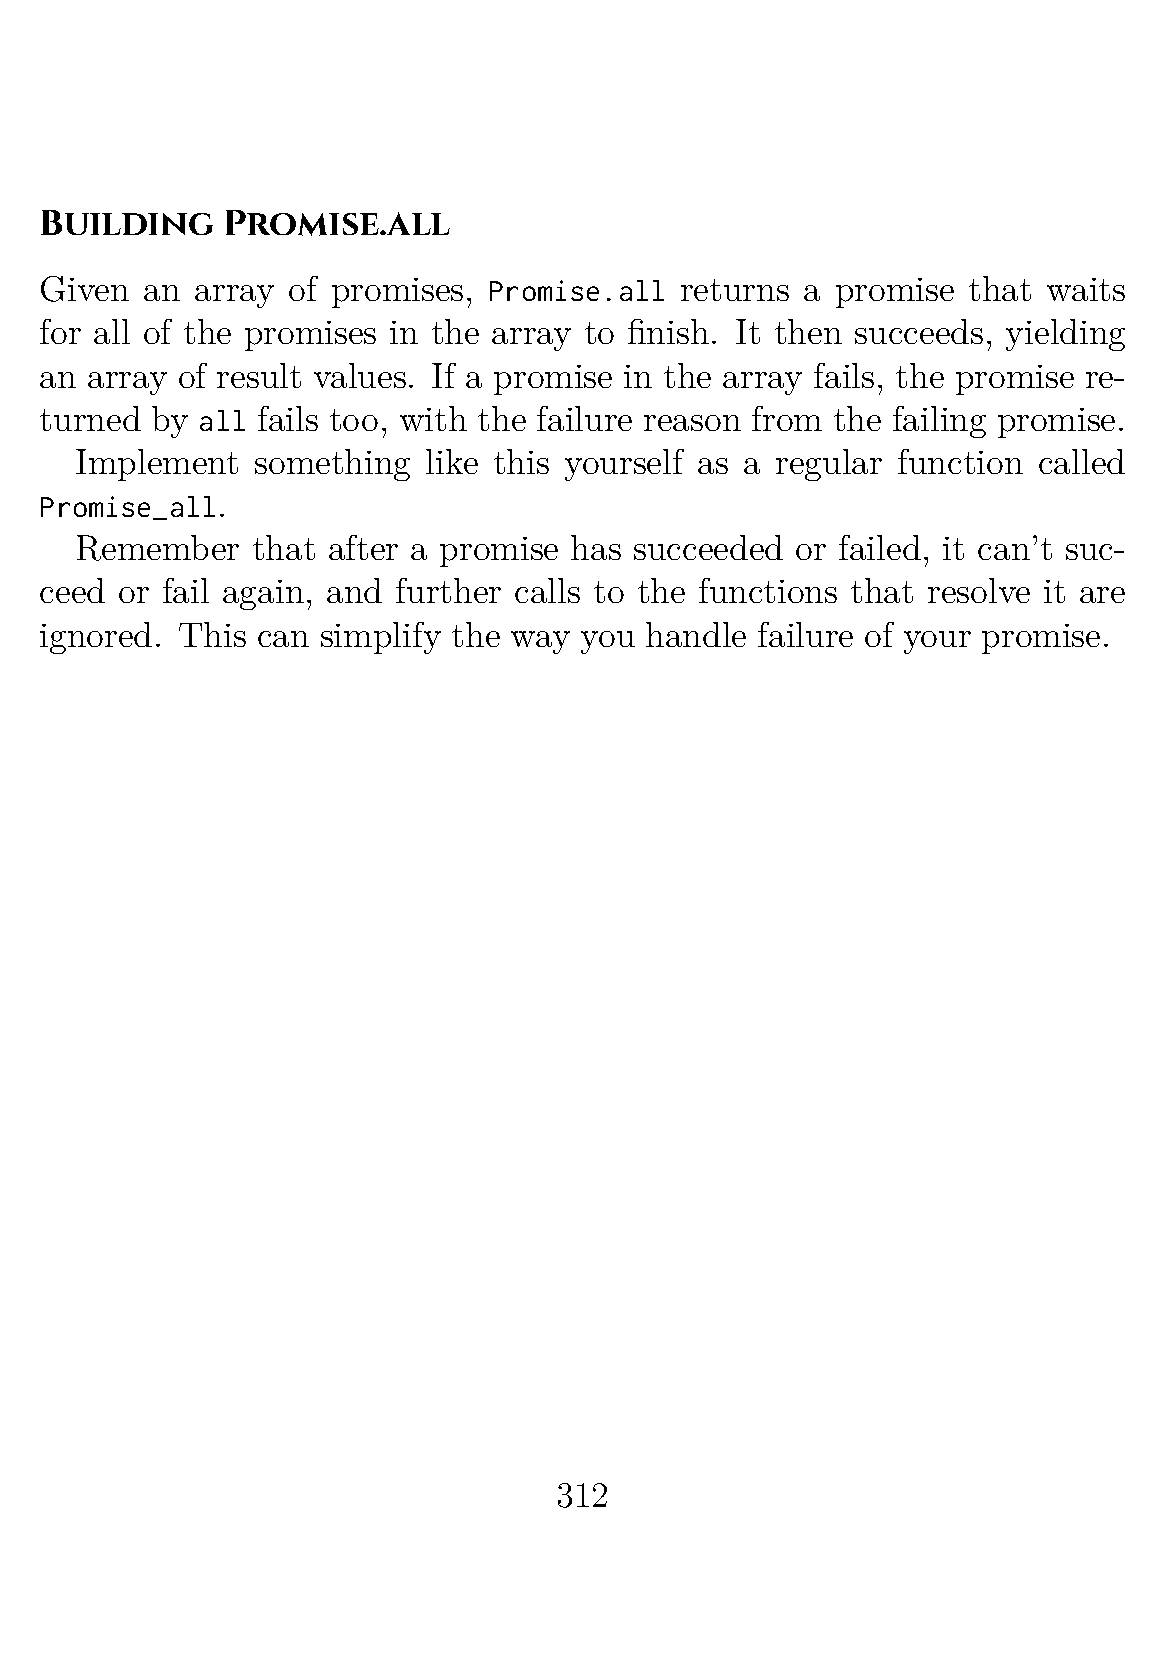 Building Promise.all
Given an array of promises, Promise.all returns a promise that waits
for all of the promises in the array to finish. It then succeeds, yielding
an array of result values. If a promise in the array fails, the promise re-
turned by all fails too, with the failure reason from the failing promise.
Implement something like this yourself as a regular function called
Promise_all.
Remember that after a promise has succeeded or failed, it can't suc-
ceed or fail again, and further calls to the functions that resolve it are
ignored. This can simplify the way you handle failure of your promise.
312